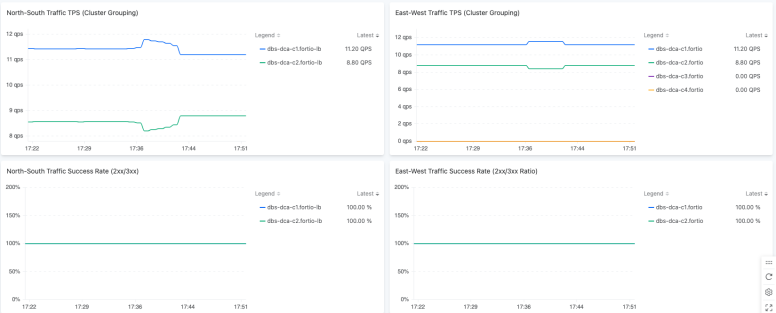 North-South Traffic TPS (Cluster Grouping)
12 qps
11 qps
10 qps
9 qps
8 qps
17:22
17:29
17:36
17:44
17:51
Legend
Latest
dbs-dca-c1.fortio-lb
11.20 QPS
dbs-dca-c2.fortio-lb
8.80 QPS
East-West Traffic TPS (Cluster Grouping)
12 qps
10 qps
8 qps
6 qps
4 qps
2 qps
0 qps
17:22
17:29
17:36
17:44
17:51
Legend
Latest
dbs-dca-c1.fortio
11.20 QPS
dbs-dca-c2.fortio
8.80 QPS
dbs-dca-c3.fortio
0.00 QPS
dbs-dca-c4.fortio
0.00 QPS
North-South Traffic Success Rate (2xx/3xx)
200%
150%
100%
50%
0%
17:22
17:29
17:36
17:44
17:51
Legend
Latest
dbs-dca-c1.fortio-lb
100.00 %
dbs-dca-c2.fortio-lb
100.00 %
East-West Traffic Success Rate (2xx/3xx Ratio)
200%
150%
100%
50%
0%
17:22
17:29
17:36
17:44
17:51
Legend
Latest
dbs-dca-c1.fortio
100.00 %
dbs-dca-c2.fortio
100.00 %